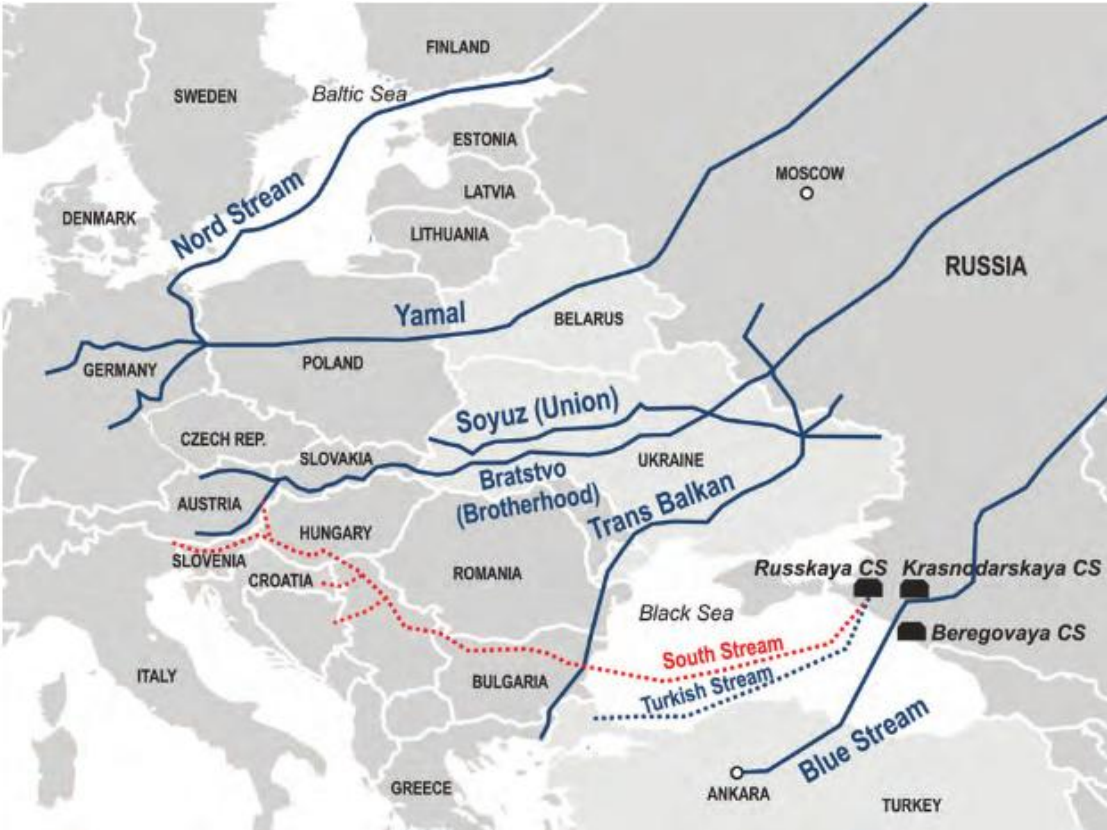 FINLAND
SWEDEN
Baltic Sea
ESTONIA
MOSCOW
LATVIA
DENMARK
Nord Stream
LITHUANIA
RUSSIA
Yamal
BELARUS
GERMANY
POLAND
Soyuz (Union)
CZECH REP.
SLOVAKIA
UKRAINE
Bratstvo
(Brotherhood)
Trans Balkan
AUSTRIA
HUNGARY
SLOVENIA
CROATIA
ROMANIA
Russkaya CS
Krasnodarskaya CS
Black Sea
Beregovaya CS
South Stream
ITALY
BULGARIA
Turkish Stream
Blue Stream
GREECE
ANKARA
TURKEY